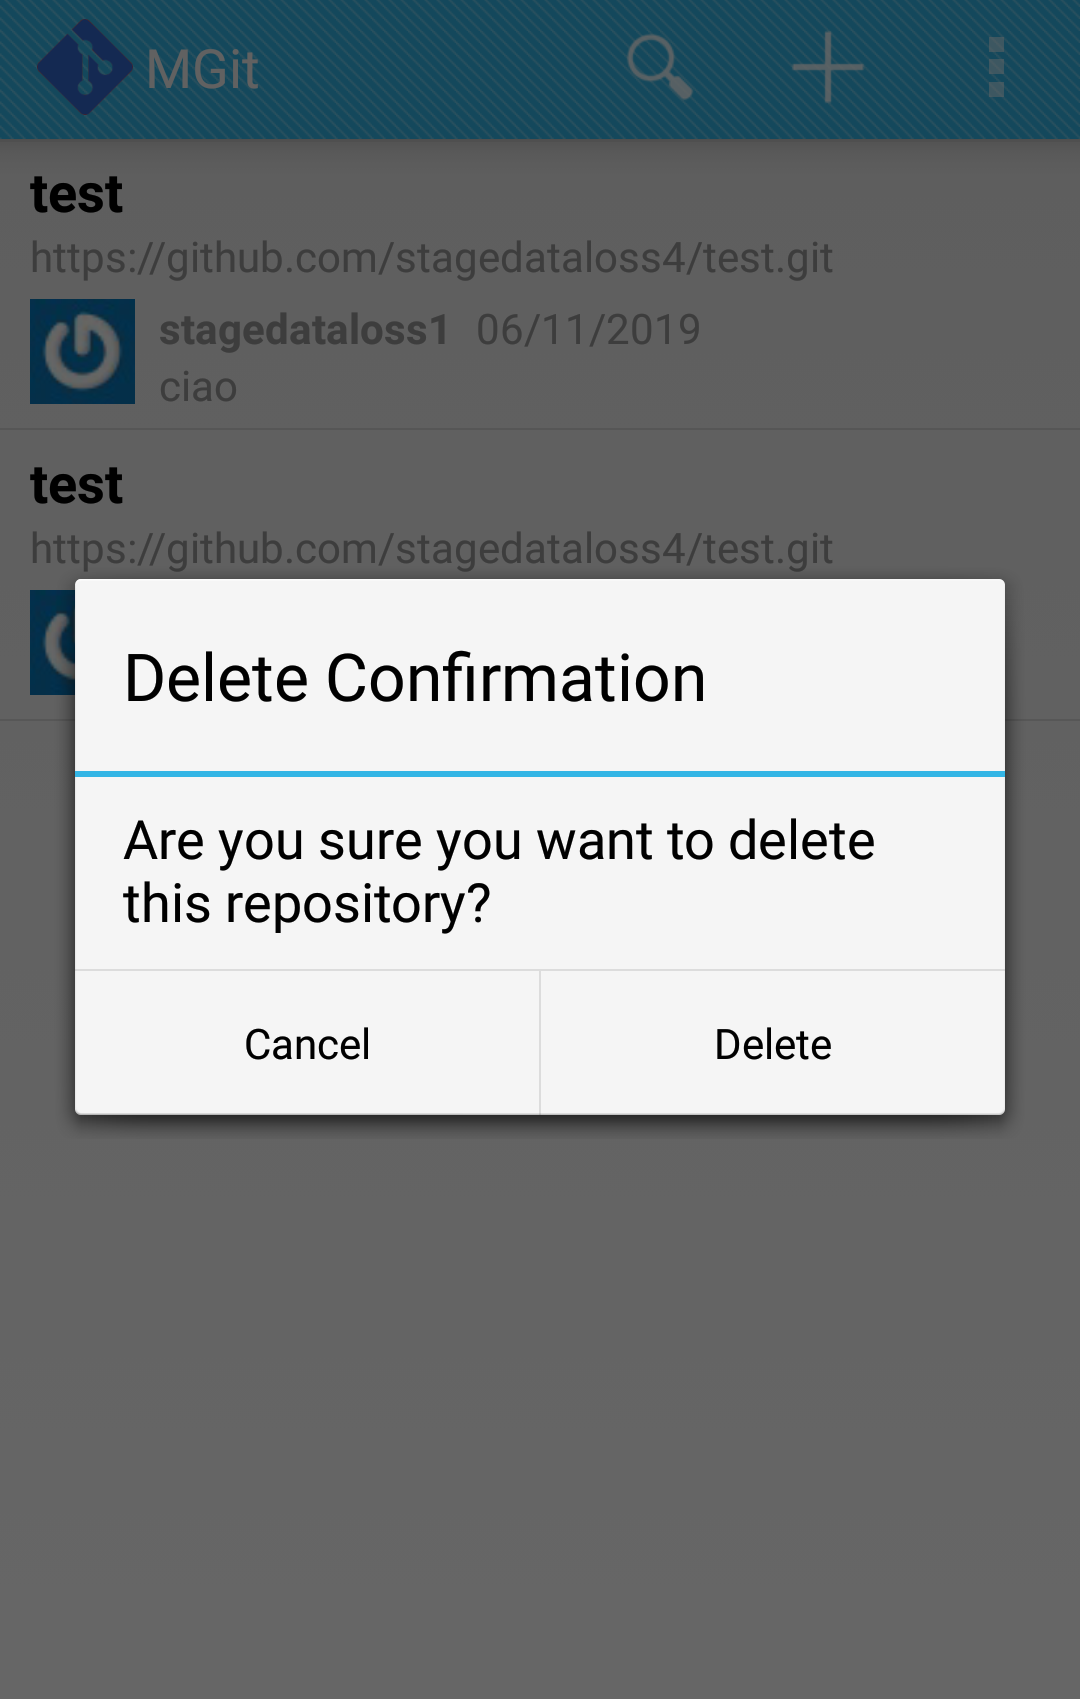 MGit
test
https://github.com/stagedataloss4/test.git
stagedataloss1 06/11/2019
ciao
test
https://github.com/stagedataloss4/test.git
Delete Confirmation
Are you sure you want to delete
this repository?
Cancel
Delete